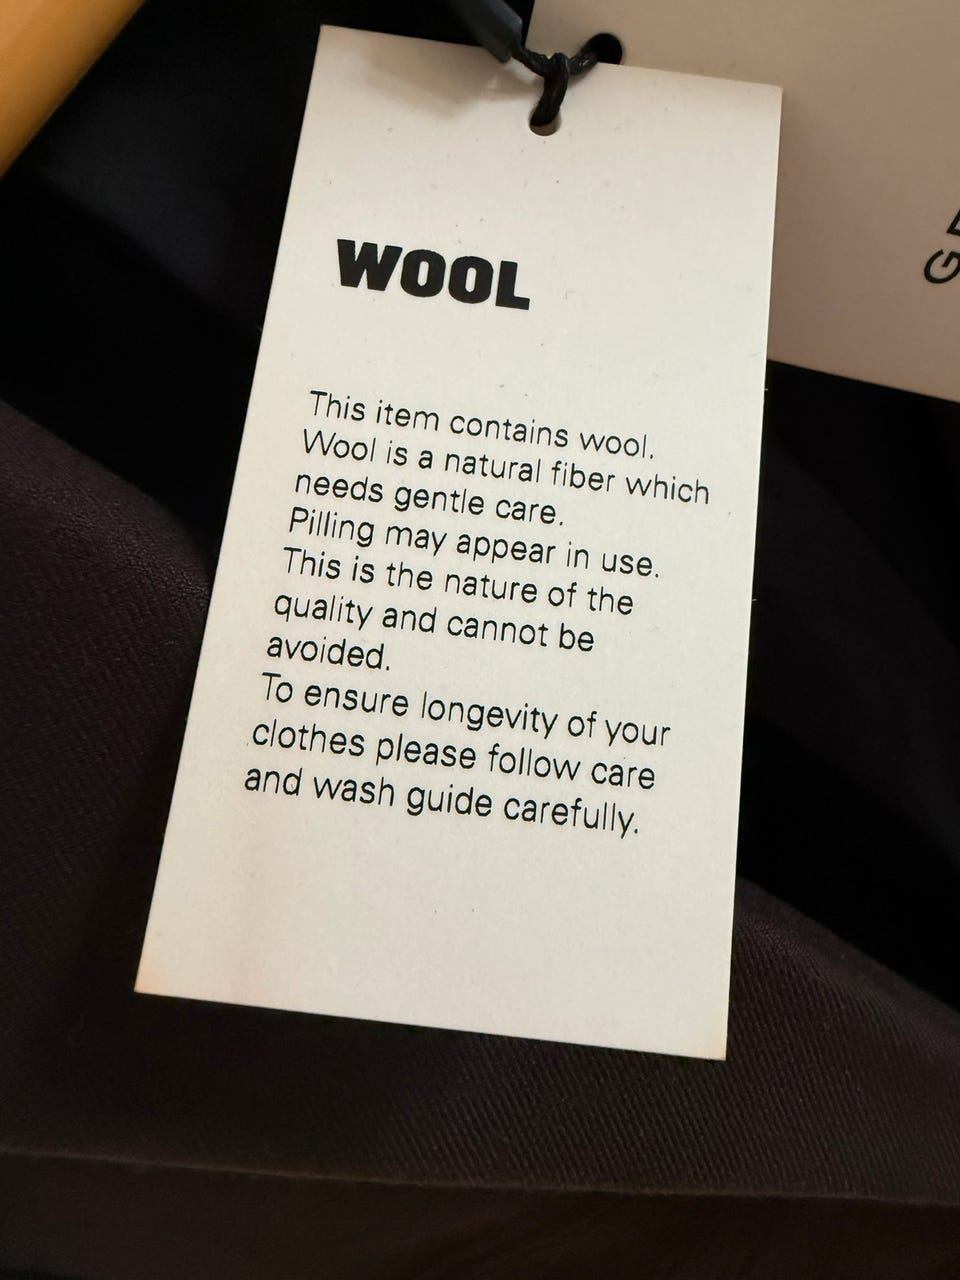 WOOL
This item contains wool.
Wool is a natural fiber which
needs gentle care.
Pilling may appear in use.
This is the nature of the
quality and cannot be
avoided.
To ensure longevity of your
clothes please follow care
and wash guide carefully.